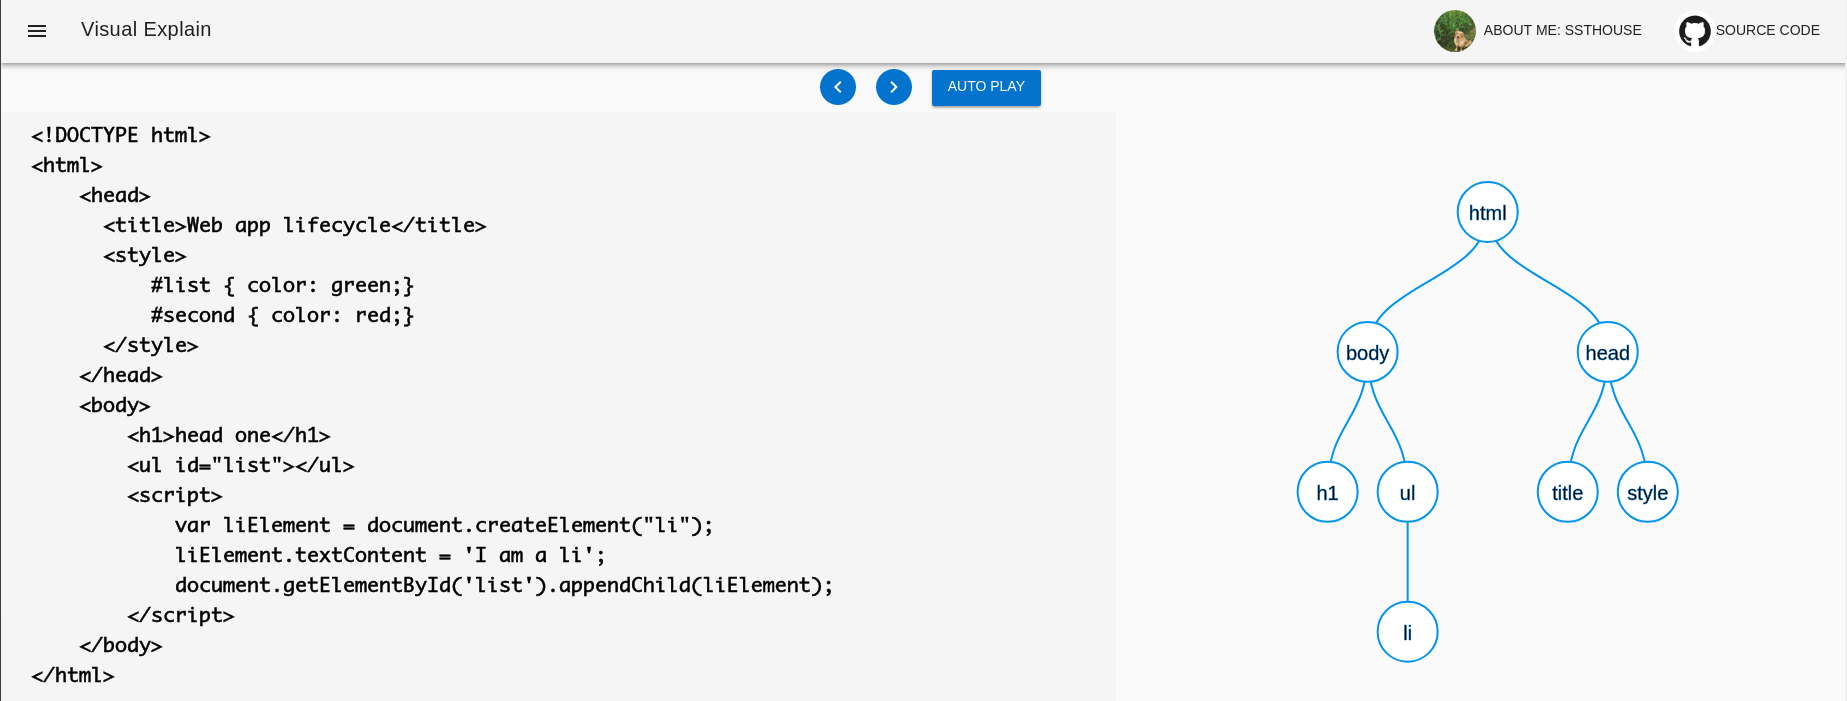 Visual Explain
ABOUT ME: SSTHOUSE
SOURCE CODE
AUTO PLAY
<!DOCTYPE html>
<html>
    <head>
      <title>Web app lifecycle</title>
      <style>
          #list { color: green;}
          #second { color: red;}
      </style>
    </head>
    <body>
        <h1>head one</h1>
        <ul id="list"></ul>
        <script>
            var liElement = document.createElement("li");
            liElement.textContent = 'I am a li';
            document.getElementById('list').appendChild(liElement);
        </script>
    </body>
</html>
html
body
head
h1
ul
title
style
li